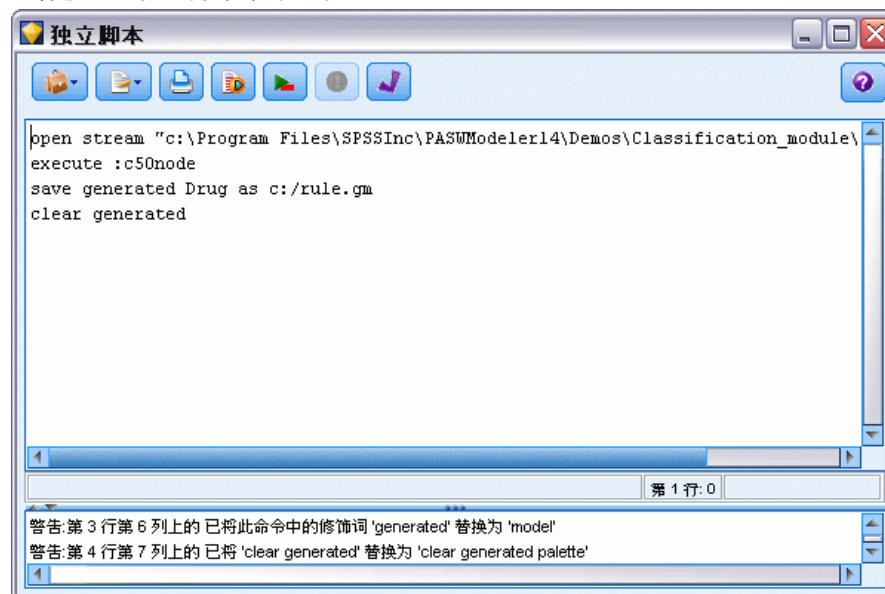 独立脚本
open stream "c:\Program Files\SPSSInc\PASWModeler14\Demos\Classification_module\
execute :c50node
save generated Drug as c:/rule.gm
clear generated
第 1 行: 0
警告:第 3 行第 6 列上的 已将此命令中的修饰词 'generated' 替换为 'model'
警告:第 4 行第 7 列上的 已将 'clear generated' 替换为 'clear generated palette'